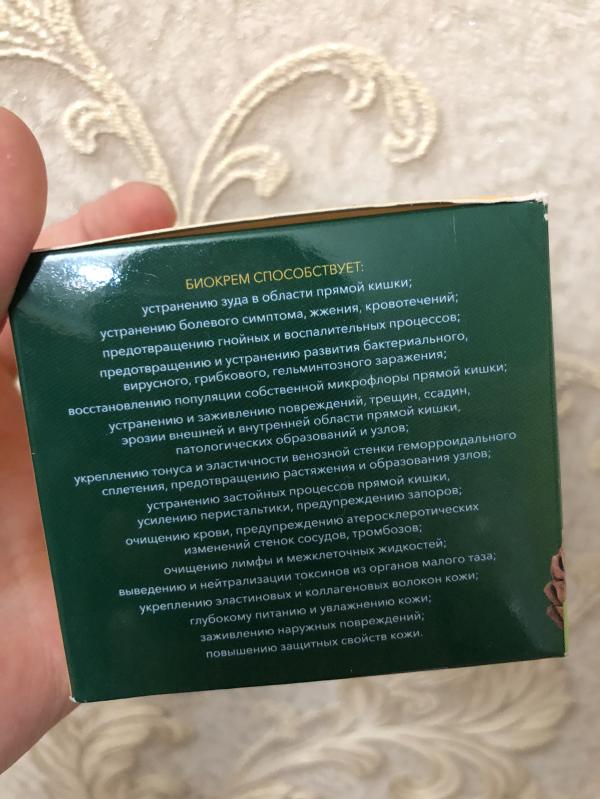 БИОКРЕМ СПОСОБСТВУЕТ:
устранению зуда в области прямой кишки;
устранению болевого симптома, жжения, кровотечений;
предотвращению гнойных и воспалительных процессов;
предотвращению и устранению развития бактериального,
вирусного, грибкового, гельминтозного заражения;
восстановлению популяции собственной микрофлоры прямой кишки;
устранению и заживлению повреждений, трещин, ссадин,
эрозии внешней и внутренней области прямой кишки,
патологических образований и узлов;
укреплению тонуса и эластичности венозной стенки геморроидального
сплетения, предотвращению растяжения и образования узлов;
устранению застойных процессов прямой кишки,
усилению перистальтики, предупреждению запоров;
очищению крови, предупреждению атеросклеротических
изменений стенок сосудов, тромбозов;
очищению лимфы и межклеточных жидкостей;
выведению и нейтрализации токсинов из органов малого таза;
укреплению эластиновых и коллагеновых волокон кожи;
глубокому питанию и увлажнению кожи;
заживлению наружных повреждений;
повышению защитных свойств кожи.